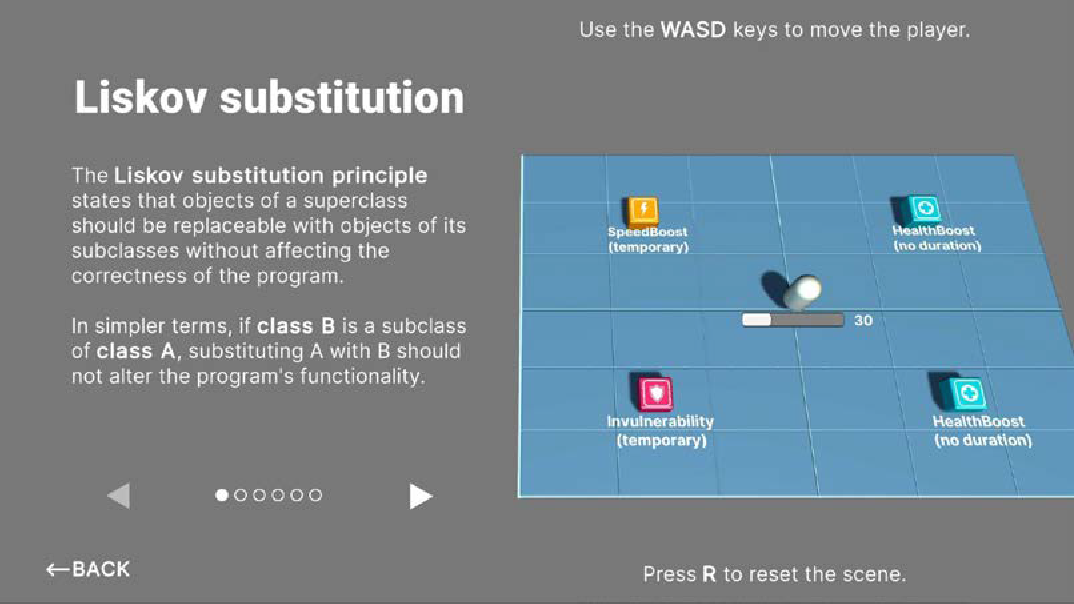 Use the WASD keys to move the player.
Liskov substitution
The Liskov substitution principle
states that objects of a superclass
should be replaceable with objects of its
subclasses without affecting the
correctness of the program.
In simpler terms, if class B is a subclass
of class A, substituting A with B should
not alter the program's functionality.
SpeedBoost
(temporary)
HealthBoost
(no duration)
30
Invulnerability
(temporary)
HealthBoost
(no duration)
←BACK
Press R to reset the scene.